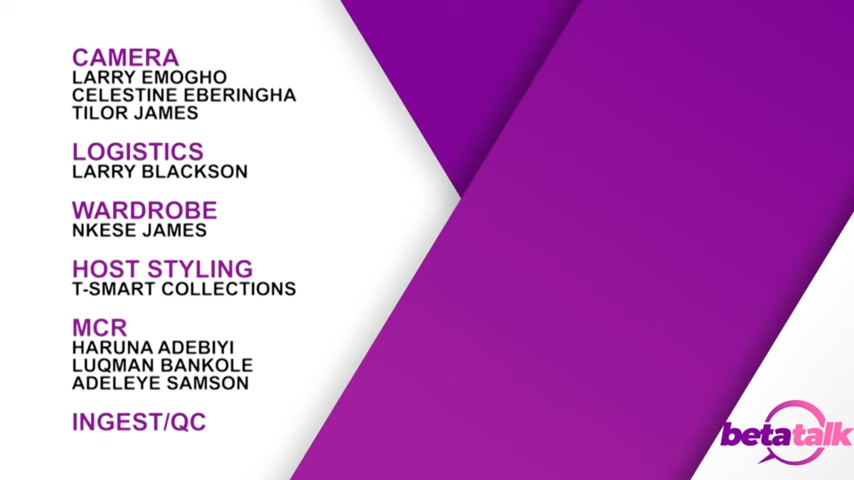 CAMERA
LARRY EMOGHO
CELESTINE EBERINGHA
TILOR JAMES
LOGISTICS
LARRY BLACKSON
WARDROBE
NKESE JAMES
HOST STYLING
T-SMART COLLECTIONS
MCR
HARUNA ADEBIYI
LUQMAN BANKOLE
ADELEYE SAMSON
INGEST/QC
betatalk